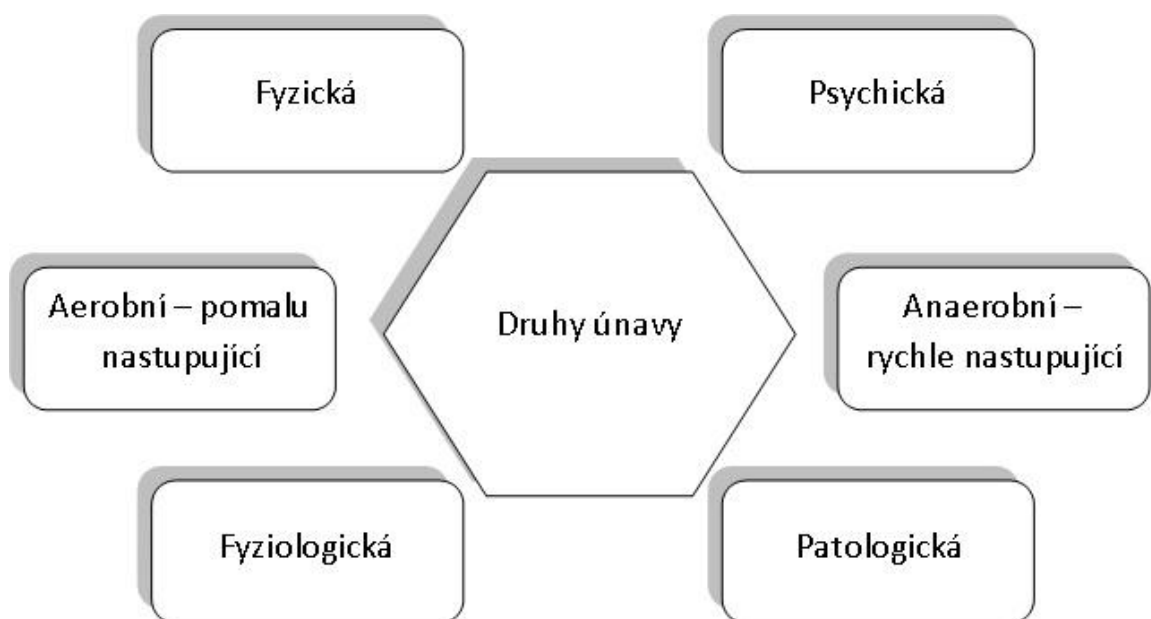 Fyzická
Psychická
Aerobní – pomalu
nastupující
Druhy únavy
Anaerobní –
rychle nastupující
Fyziologická
Patologická